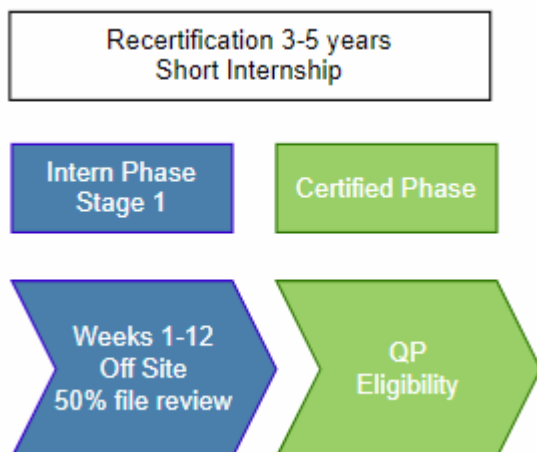 Recertification 3-5 years
Short Internship
Intern Phase
Stage 1
Certified Phase
Weeks 1-12
Off Site
50% file review
QP
Eligibility